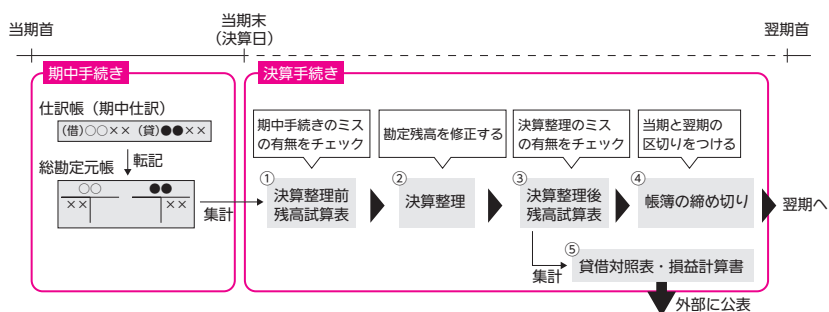 当期首
当期末
(決算日)
翌期首
期中手続き
決算手続き
仕訳帳(期中仕訳)
(借)○○×× (貸)●●××
転記
総勘定元帳
○○ ●●
×× ××
集計
期中手続きのミス
の有無をチェック
①
決算整理前
残高試算表
勘定残高を修正する
②
決算整理
決算整理のミス
の有無をチェック
③
決算整理後
残高試算表
当期と翌期の
区切りをつける
④
帳簿の締め切り
翌期へ
集計
⑤
貸借対照表・損益計算書
外部に公表